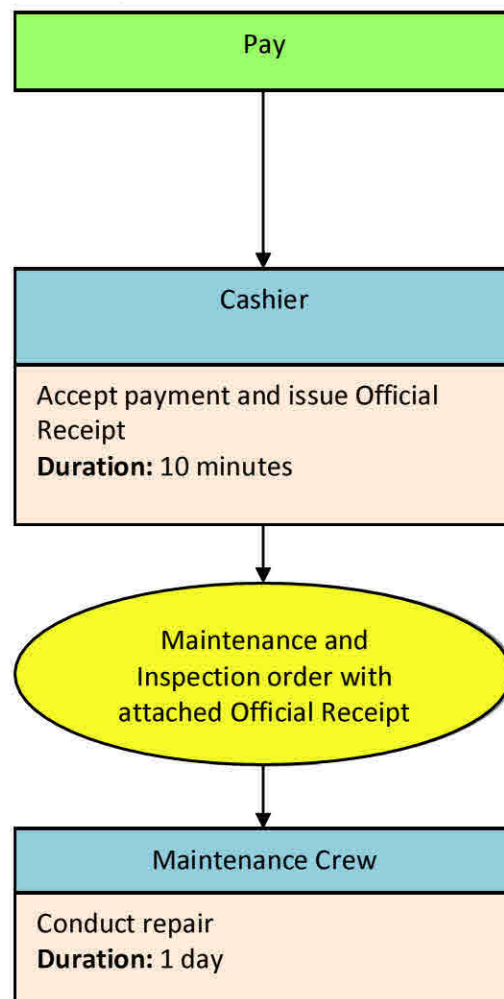 Pay
Cashier
Accept payment and issue Official
Receipt
Duration: 10 minutes
Maintenance and
Inspection order with
attached Official Receipt
Maintenance Crew
Conduct repair
Duration: 1 day